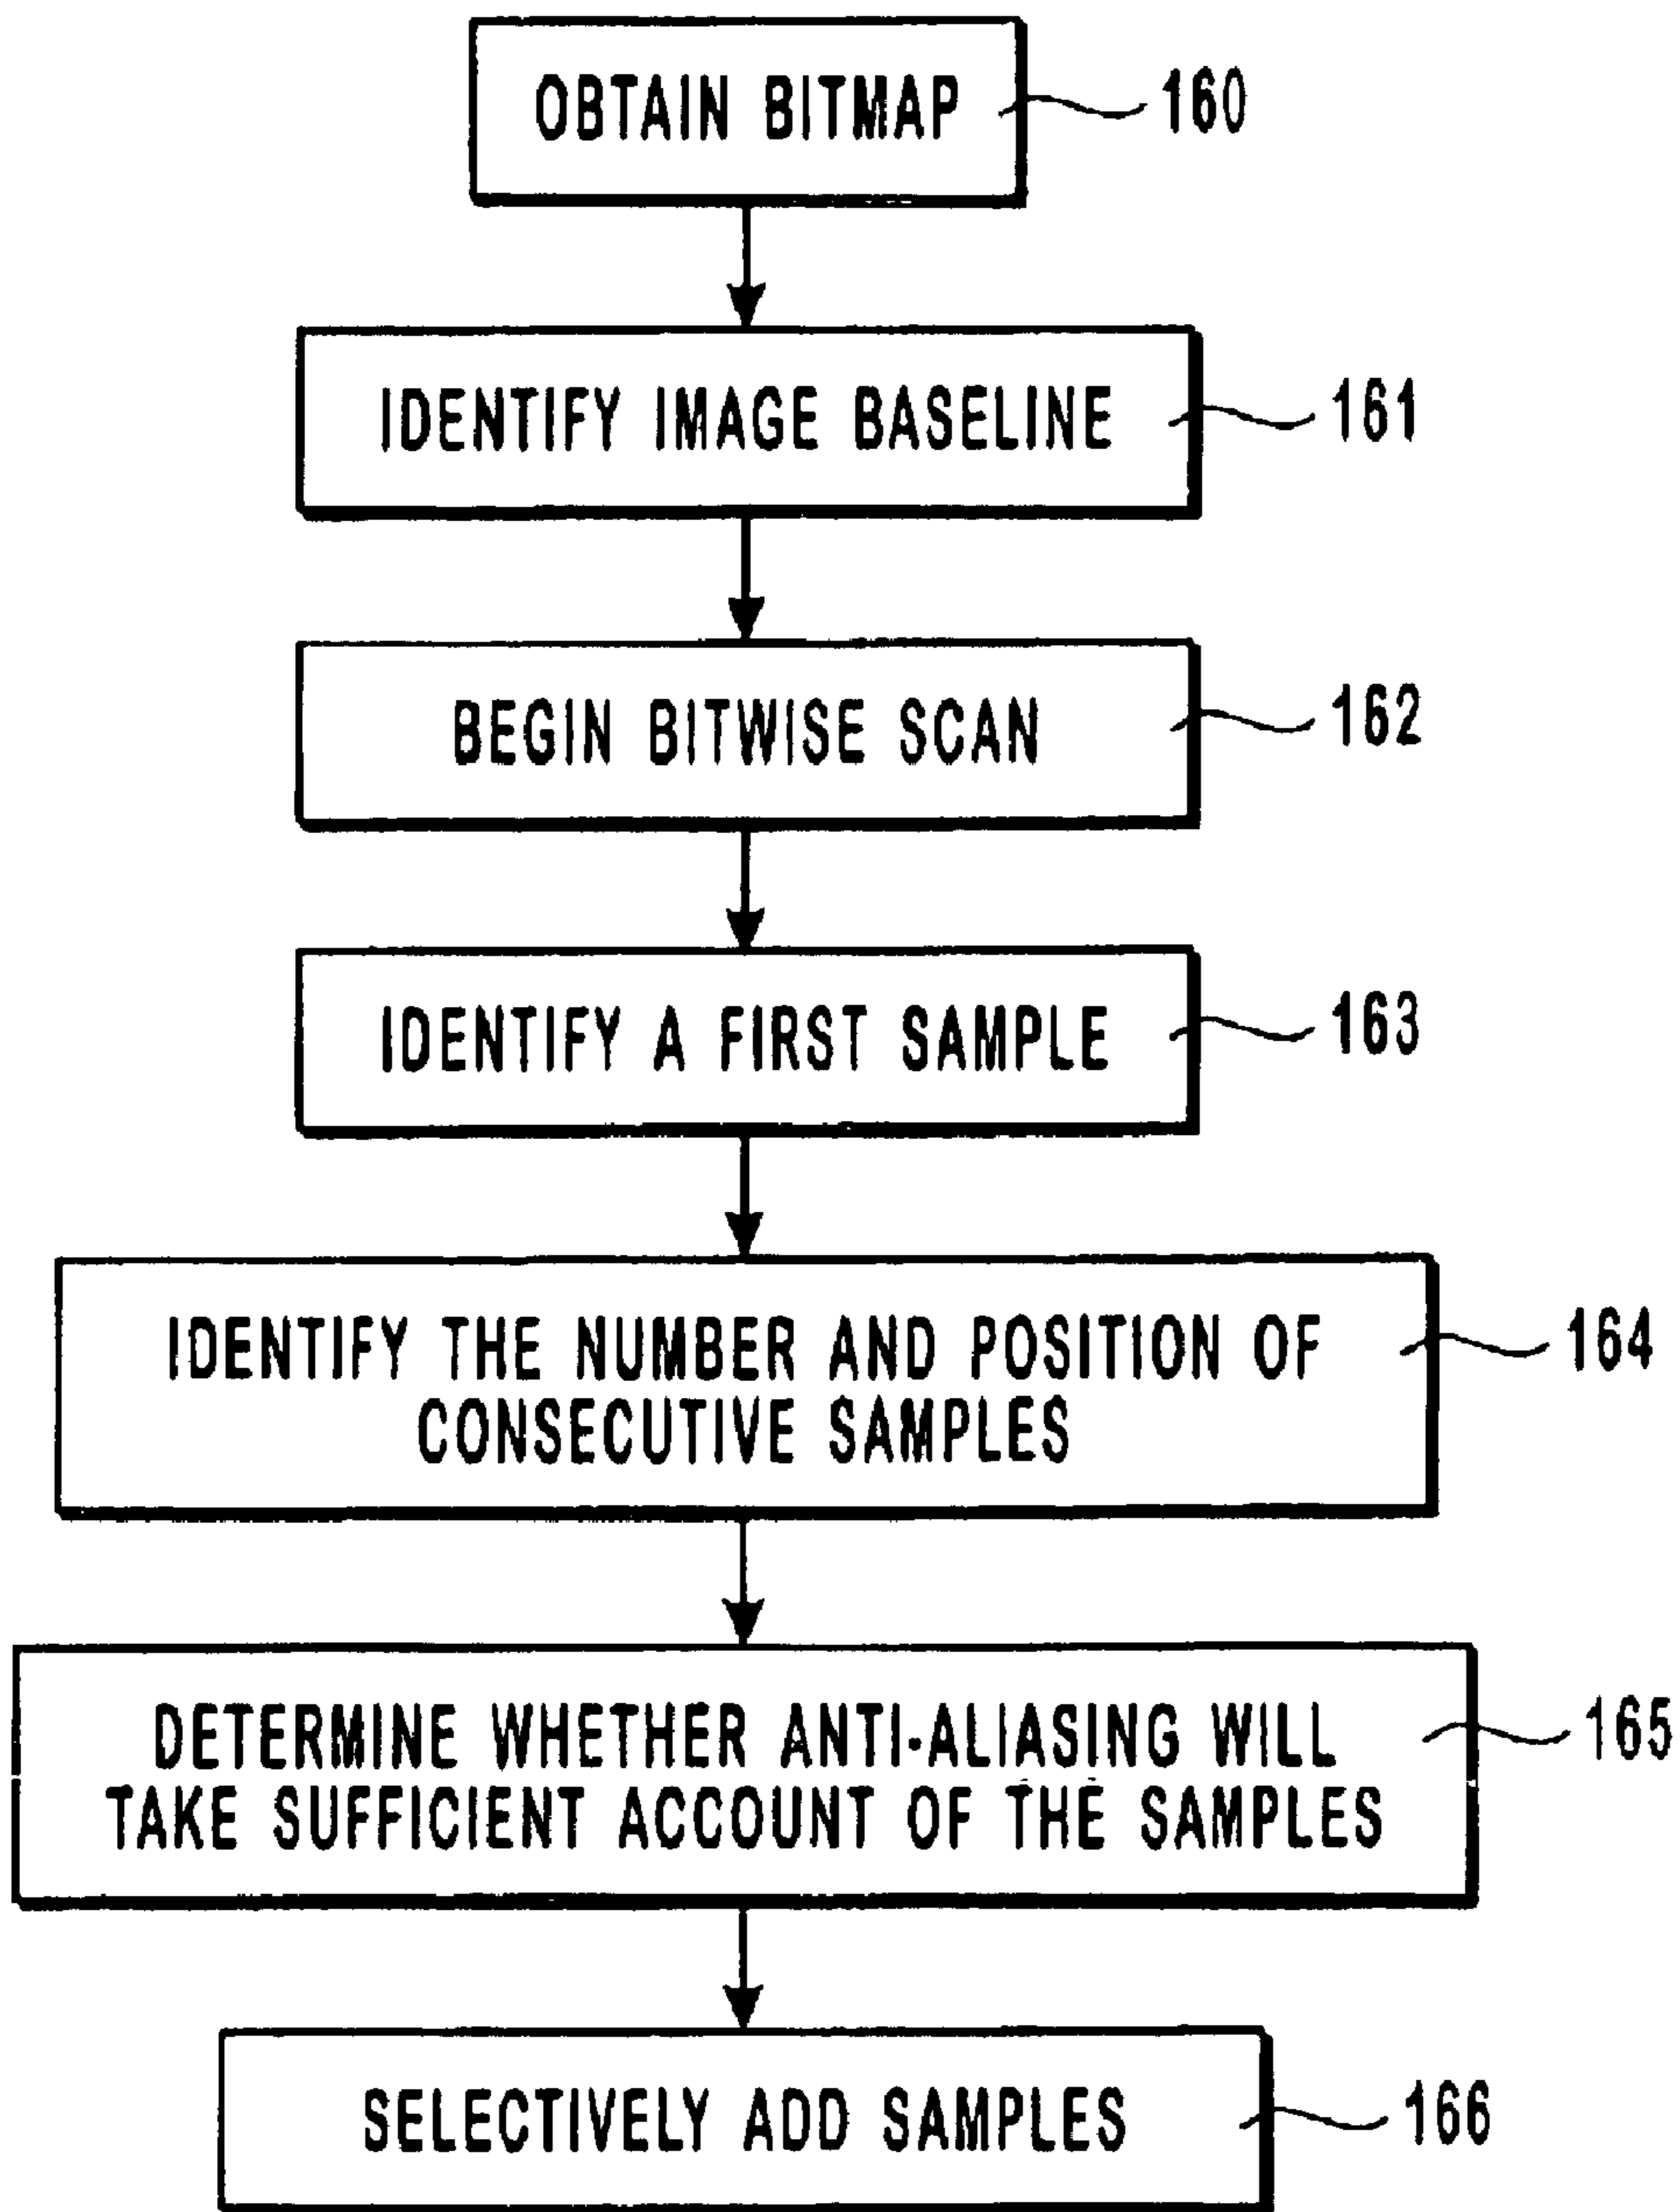 OBTAIN BITMAP
160
IDENTIFY IMAGE BASELINE
161
BEGIN BITWISE SCAN
162
IDENTIFY A FIRST SAMPLE
163
IDENTIFY THE NUMBER AND POSITION OF
CONSECUTIVE SAMPLES
164
DETERMINE WHETHER ANTI-ALIASING WILL
TAKE SUFFICIENT ACCOUNT OF THE SAMPLES
165
SELECTIVELY ADD SAMPLES
166